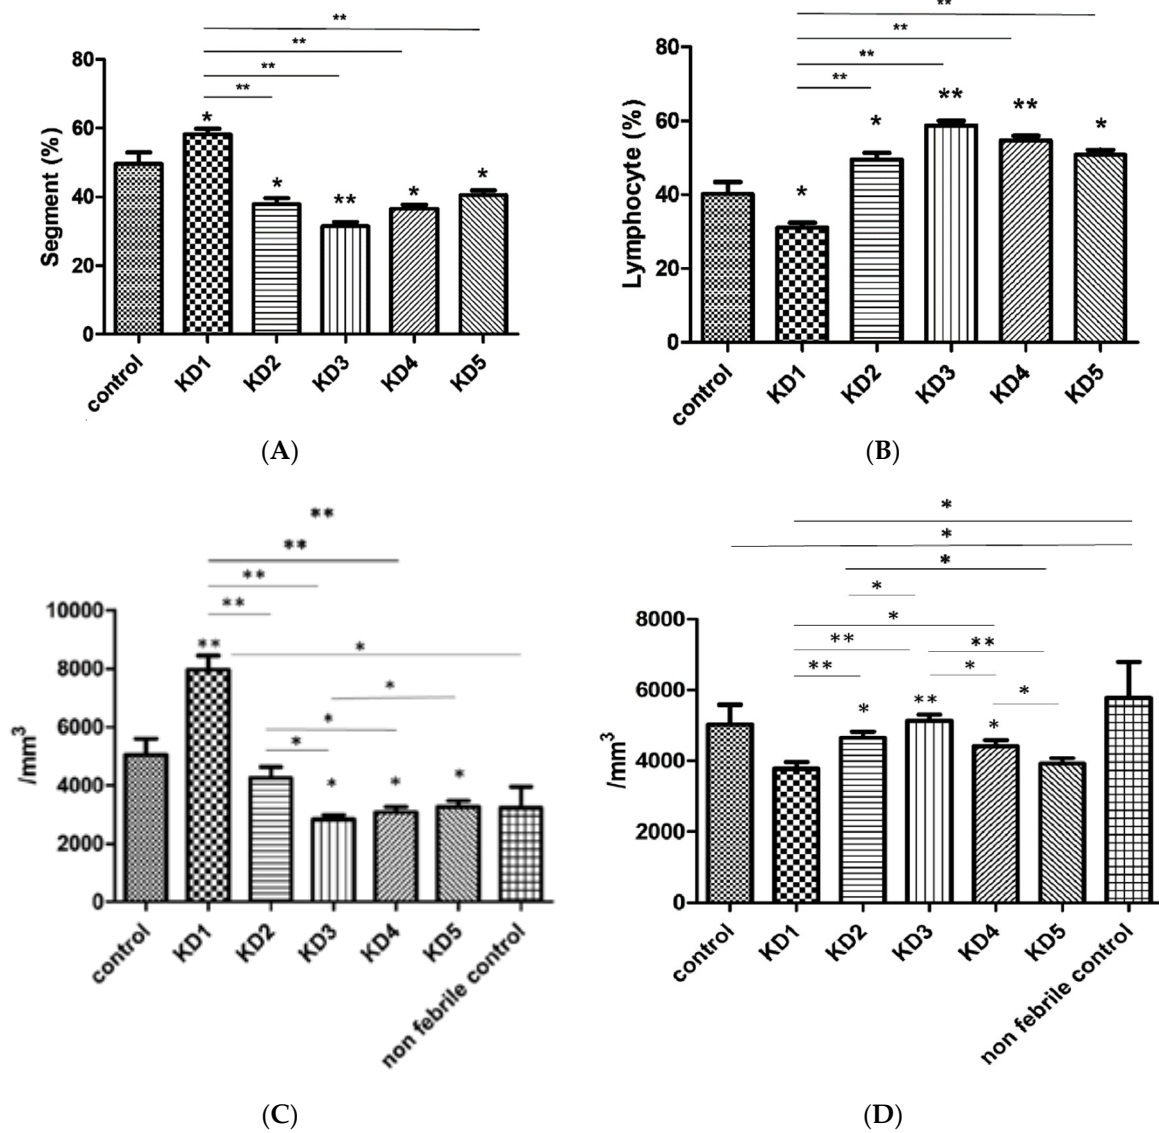 **
**
**
**
80
60
40
20
0
Segment (%)
*
*
**
*
*
control
KD1
KD2
KD3
KD4
KD5
(A)
**
**
**
**
80
60
40
20
0
Lymphocyte (%)
*
*
**
**
*
control
KD1
KD2
KD3
KD4
KD5
(B)
**
**
**
**
10000
8000
6000
4000
2000
0
/mm³
**
*
*
*
*
*
*
*
control
KD1
KD2
KD3
KD4
KD5
non febrile control
(C)
*
*
*
*
*
**
**
**
*
*
8000
6000
4000
2000
0
/mm³
*
**
*
control
KD1
KD2
KD3
KD4
KD5
non febrile control
(D)